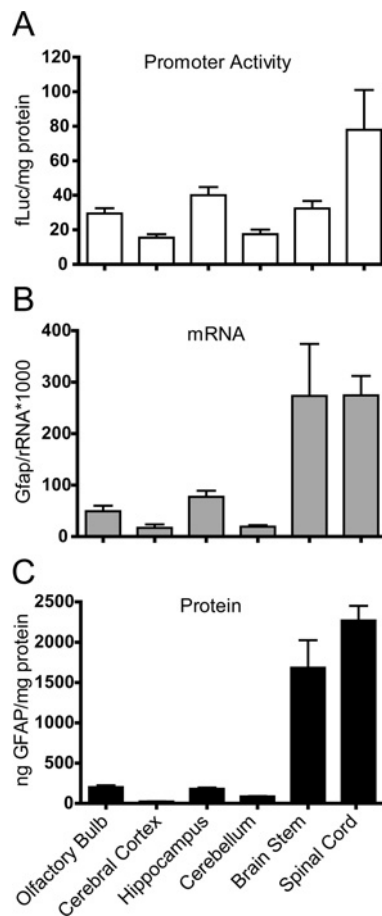 A
Promoter Activity
fLuc/mg protein
120
100
80
60
40
20
0
B
mRNA
Gfap/rRNA*1000
400
300
200
100
0
C
Protein
ng GFAP/mg protein
2500
2000
1500
1000
500
0
Olfactory Bulb
Cerebral Cortex
Hippocampus
Cerebellum
Brain Stem
Spinal Cord